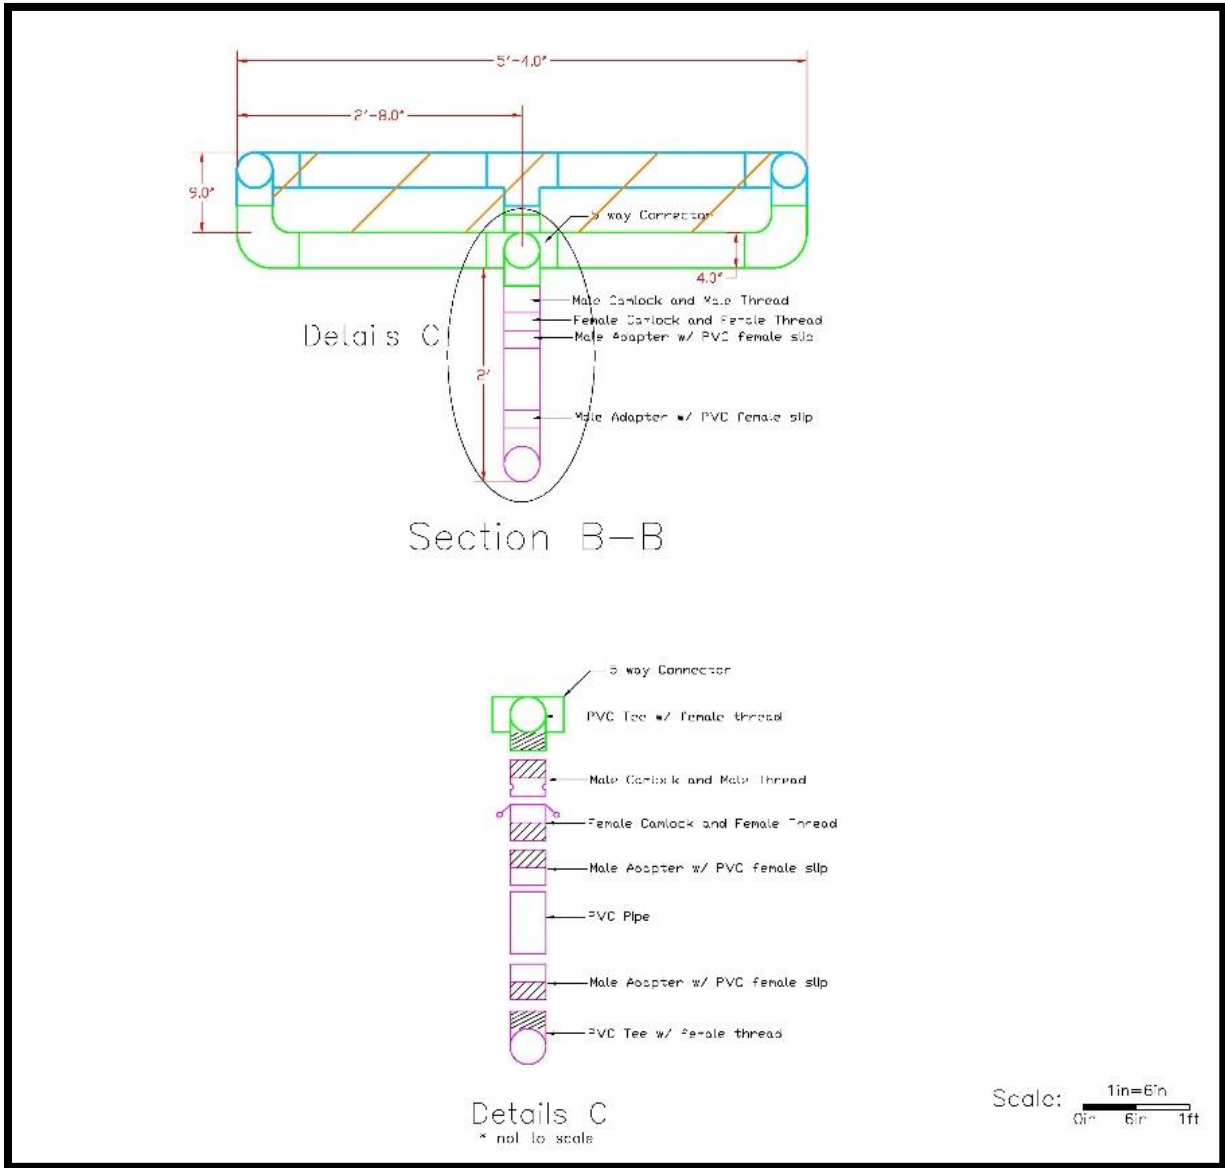 5'-4.0"
2'-8.0"
9.0"
5 way Connector
4.0"
Male Camlock and Male Thread
Female Camlock and Female Thread
Details C
Male Adapter w/ PVC female slip
2'
Male Adapter w/ PVC female slip
Section B-B
5 way Connector
PVC Tee w/ female thread
Male Camlock and Male Thread
Female Camlock and Female Thread
Male Adapter w/ PVC female slip
PVC Pipe
Male Adapter w/ PVC female slip
PVC Tee w/ female thread
Details C
* not to scale
Scale:
1in=6in
0in 6in 1ft